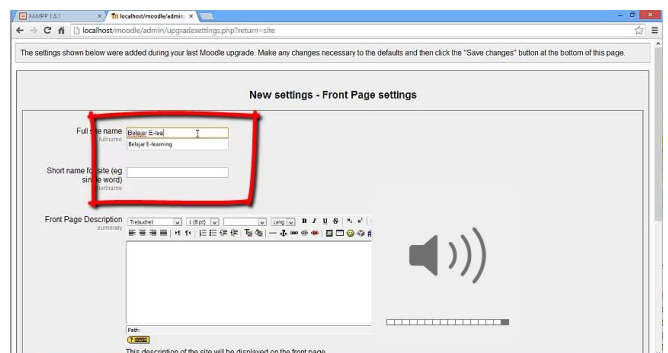 XAMPP 1.8.1
localhost/moodle/admin/
localhost/moodle/admin/upgradesettings.php?return=site
The settings shown below were added during your last Moodle upgrade. Make any changes necessary to the defaults and then click the "Save changes" button at the bottom of this page.
New settings - Front Page settings
Full site name
fullname
Belajar E-lea
Belajar E-learning
Short name for site (eg
single word)
shortname
Front Page Description
summary
Trebuchet 1 (8 pt) Lang B I U S
Path:
This description of the site will be displayed on the front page.